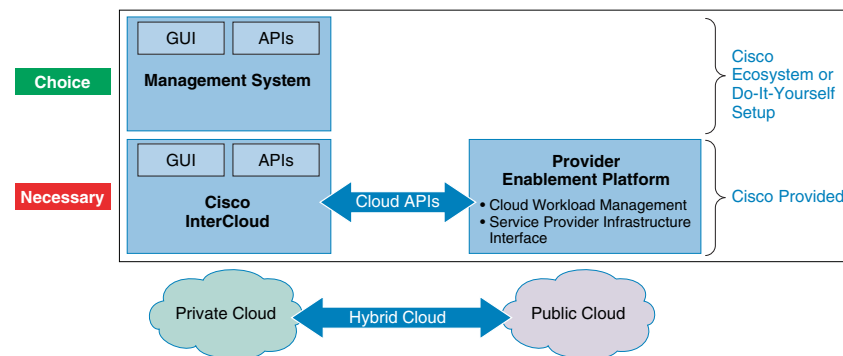 GUI
APIs
Management System
Choice
Cisco
Ecosystem or
Do-It-Yourself
Setup
GUI
APIs
Cisco
InterCloud
Necessary
Cloud APIs
Provider
Enablement Platform
• Cloud Workload Management
• Service Provider Infrastructure
Interface
Cisco Provided
Private Cloud
Hybrid Cloud
Public Cloud